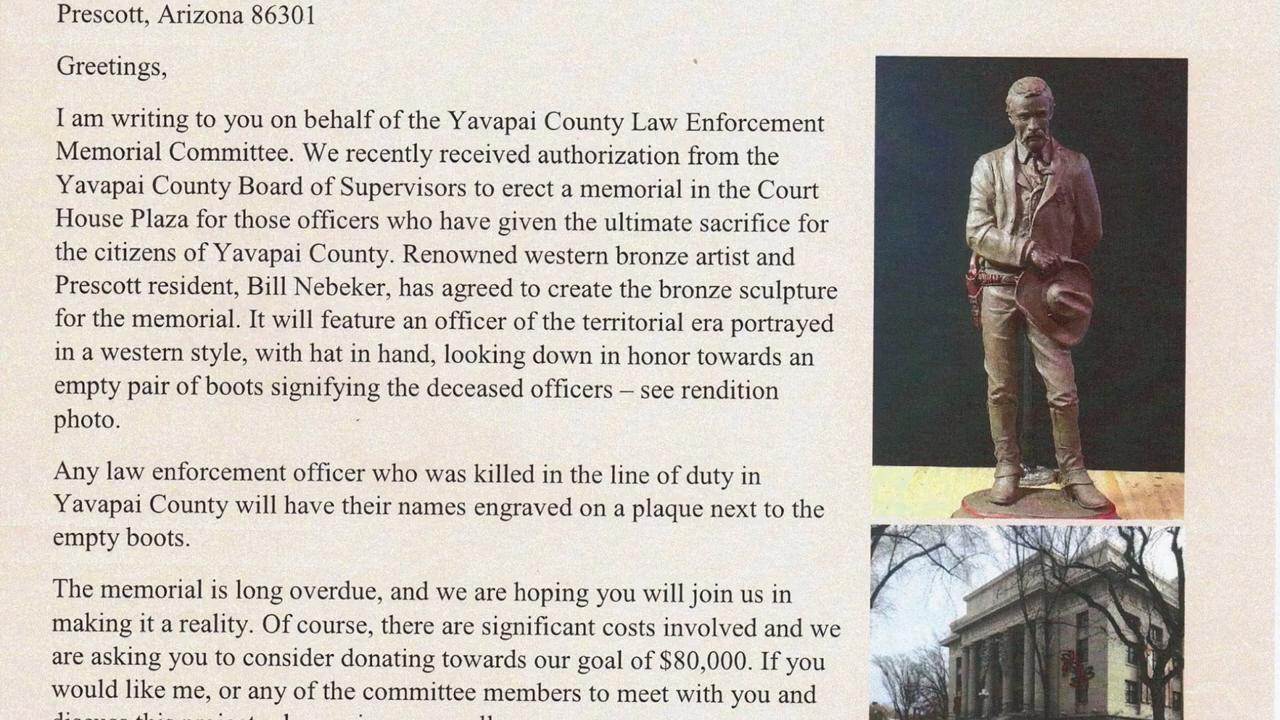 Prescott, Arizona 86301
Greetings,
I am writing to you on behalf of the Yavapai County Law Enforcement
Memorial Committee. We recently received authorization from the
Yavapai County Board of Supervisors to erect a memorial in the Court
House Plaza for those officers who have given the ultimate sacrifice for
the citizens of Yavapai County. Renowned western bronze artist and
Prescott resident, Bill Nebeker, has agreed to create the bronze sculpture
for the memorial. It will feature an officer of the territorial era portrayed
in a western style, with hat in hand, looking down in honor towards an
empty pair of boots signifying the deceased officers – see rendition
photo.
Any law enforcement officer who was killed in the line of duty in
Yavapai County will have their names engraved on a plaque next to the
empty boots.
The memorial is long overdue, and we are hoping you will join us in
making it a reality. Of course, there are significant costs involved and we
are asking you to consider donating towards our goal of $80,000. If you
would like me, or any of the committee members to meet with you and